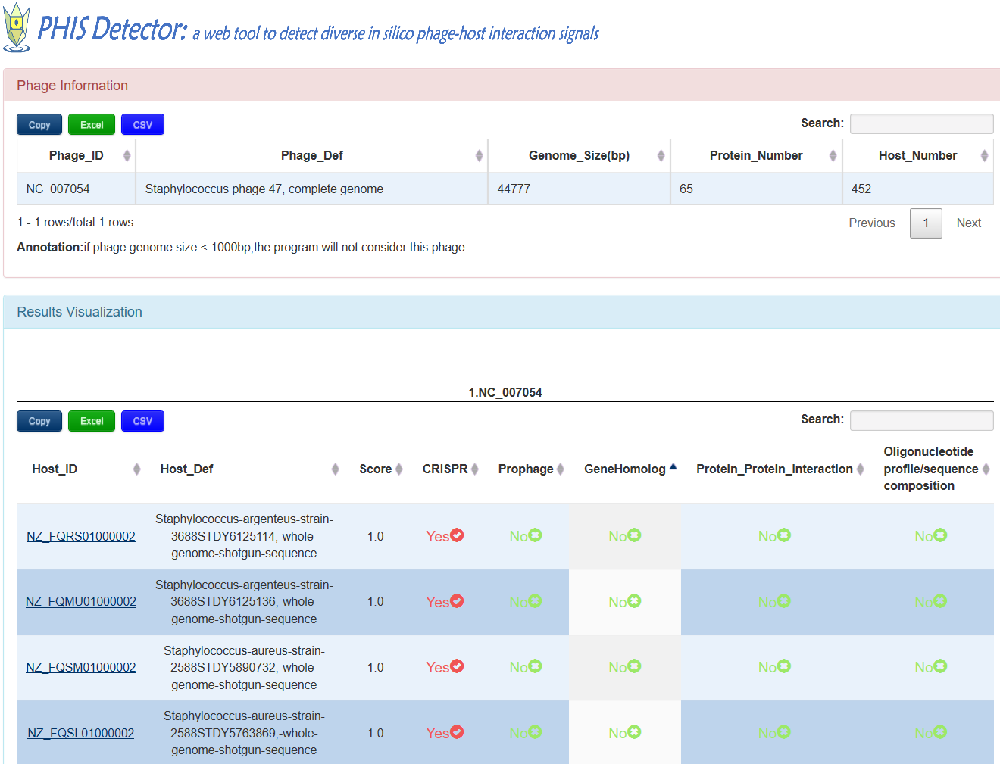 PHIS Detector: a web tool to detect diverse in silico phage-host interaction signals
Phage Information
Copy Excel CSV Search:
Phage_ID Phage_Def Genome_Size(bp) Protein_Number Host_Number
NC_007054 Staphylococcus phage 47, complete genome 44777 65 452
1 - 1 rows/total 1 rows Previous 1 Next
Annotation:if phage genome size < 1000bp,the program will not consider this phage.
Results Visualization
1.NC_007054
Copy Excel CSV Search:
Host_ID Host_Def Score CRISPR Prophage GeneHomolog Protein_Protein_Interaction Oligonucleotide
profile/sequence
composition
NZ_FQRS01000002 Staphylococcus-argenteus-strain-
3688STDY6125114,-whole-
genome-shotgun-sequence 1.0 Yes No No No No
NZ_FQMU01000002 Staphylococcus-argenteus-strain-
3688STDY6125136,-whole-
genome-shotgun-sequence 1.0 Yes No No No No
NZ_FQSM01000002 Staphylococcus-aureus-strain-
2588STDY5890732,-whole-
genome-shotgun-sequence 1.0 Yes No No No No
NZ_FQSL01000002 Staphylococcus-aureus-strain-
2588STDY5763869,-whole-
genome-shotgun-sequence 1.0 Yes No No No No